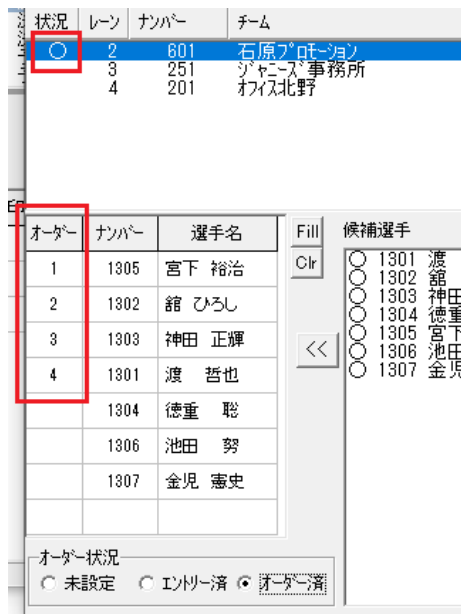 状況 レーン ナンバー チーム
○ 2 601 石原プロモーション
3 251 ジャニーズ事務所
4 201 オフィス北野
オーダー ナンバー 選手名
1 1305 宮下 裕治
2 1302 舘 ひろし
3 1303 神田 正輝
4 1301 渡 哲也
1304 徳重 聡
1306 池田 努
1307 金児 憲史
Fill
Clr
<<
候補選手
○ 1301 渡
○ 1302 舘
○ 1303 神田
○ 1304 徳重
○ 1305 宮下
○ 1306 池田
○ 1307 金児
オーダー状況
未設定 エントリー済 オーダー済